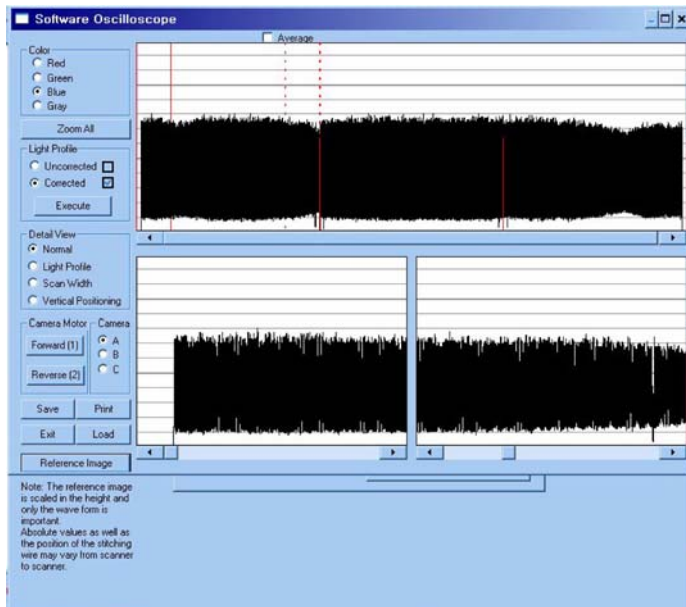 Software Oscilloscope
Average
Color
Red
Green
Blue
Gray
Zoom All
Light Profile
Uncorrected
Corrected
Execute
Detail View
Normal
Light Profile
Scan Width
Vertical Positioning
Camera Motor
Camera
Forward (1)
A
B
Reverse (2)
C
Save
Print
Exit
Load
Reference Image
Note: The reference image
is scaled in the height and
only the wave form is
important.
Absolute values as well as
the position of the stitching
wire may vary from scanner
to scanner.